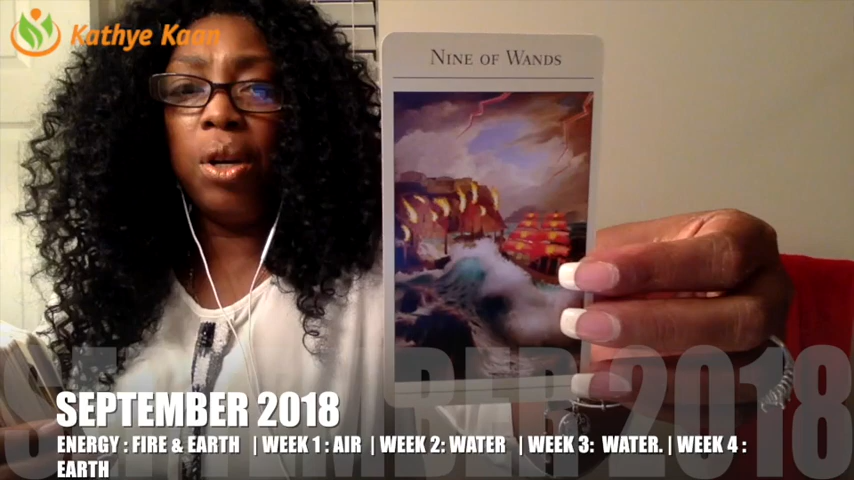 Kathye Kaan
NINE OF WANDS
SEPTEMBER 2018
SEPTEMBER 2018
ENERGY : FIRE & EARTH | WEEK 1 : AIR | WEEK 2: WATER | WEEK 3: WATER. | WEEK 4 :
EARTH